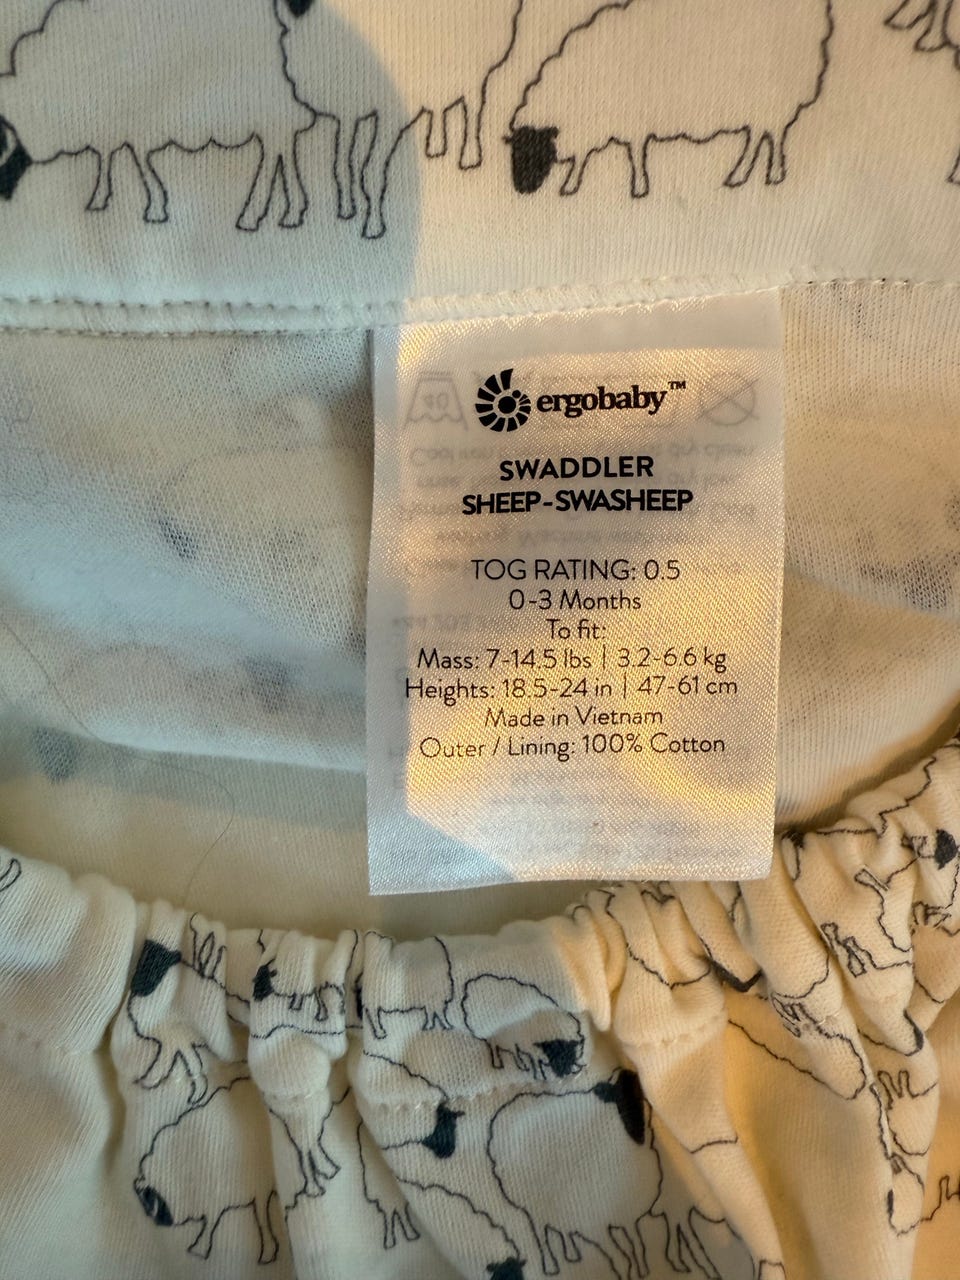 ergobaby™
SWADDLER
SHEEP-SWASHEEP
TOG RATING: 0.5
0-3 Months
To fit:
Mass: 7-14.5 lbs | 3.2-6.6 kg
Heights: 18.5-24 in | 47-61 cm
Made in Vietnam
Outer / Lining: 100% Cotton